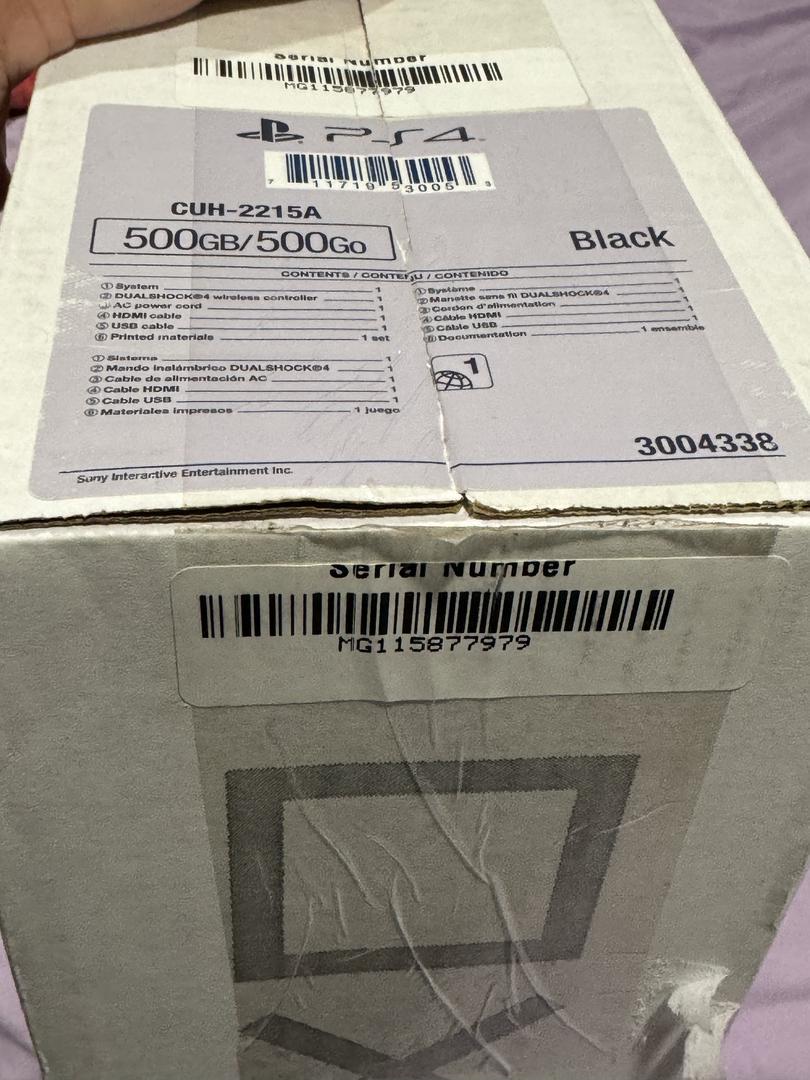 Serial Number
MG115877979
PS4
7 11719 53005 9
CUH-2215A
500GB/500Go
Black
CONTENTS / CONTENU / CONTENIDO
① System 1
② DUALSHOCK®4 wireless controller 1
③ AC power cord 1
④ HDMI cable 1
⑤ USB cable 1
⑥ Printed materials 1 set
① Système 1
② Manette sans fil DUALSHOCK®4 1
③ Cordon d'alimentation 1
④ Câble HDMI 1
⑤ Câble USB 1
⑥ Documentation 1 ensemble
① Sistema 1
② Mando inalámbrico DUALSHOCK®4 1
③ Cable de alimentación AC 1
④ Cable HDMI 1
⑤ Cable USB 1
⑥ Materiales impresos 1 juego
1
3004338
Sony Interactive Entertainment Inc.
Serial Number
MG115877979